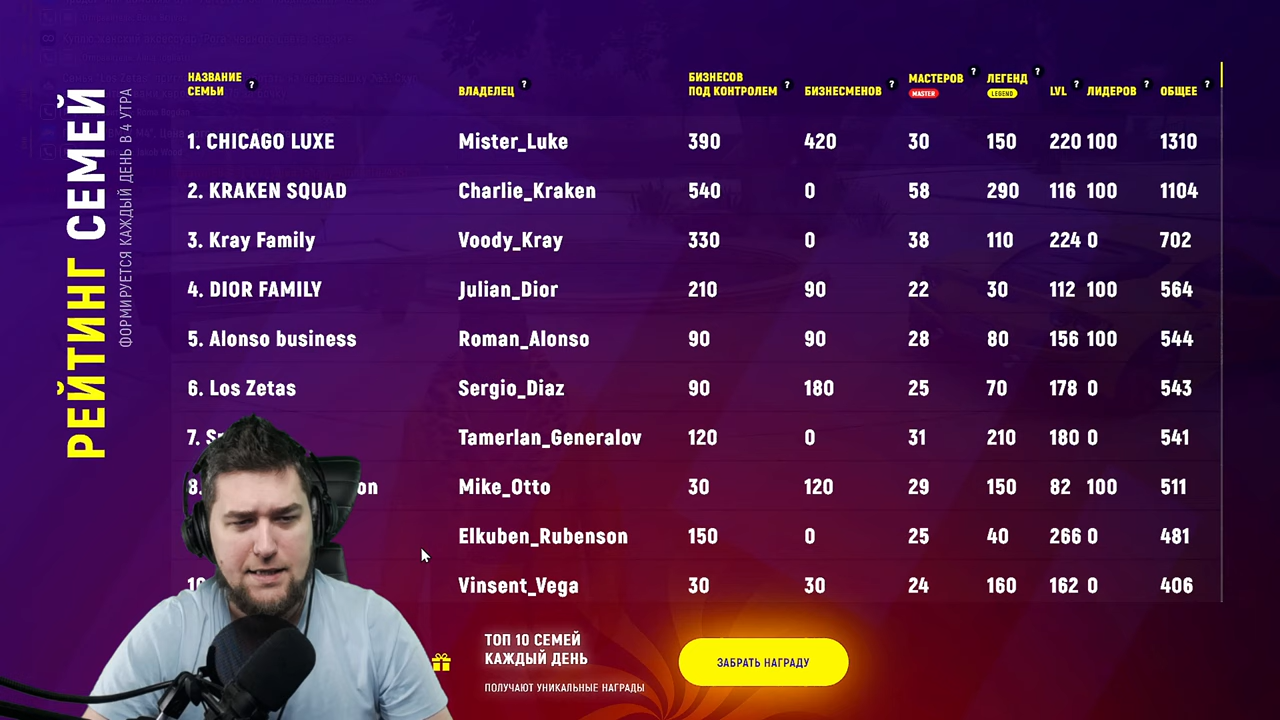 РЕЙТИНГ СЕМЕЙ
ФОРМИРУЕТСЯ КАЖДЫЙ ДЕНЬ В 4 УТРА
НАЗВАНИЕ СЕМЬИ ? ВЛАДЕЛЕЦ ? БИЗНЕСОВ ПОД КОНТРОЛЕМ ? БИЗНЕСМЕНОВ ? МАСТЕРОВ MASTER ? ЛЕГЕНД LEGEND ? LVL ? ЛИДЕРОВ ? ОБЩЕЕ ?
1. CHICAGO LUXE Mister_Luke 390 420 30 150 220 100 1310
2. KRAKEN SQUAD Charlie_Kraken 540 0 58 290 116 100 1104
3. Kray Family Voody_Kray 330 0 38 110 224 0 702
4. DIOR FAMILY Julian_Dior 210 90 22 30 112 100 564
5. Alonso business Roman_Alonso 90 90 28 80 156 100 544
6. Los Zetas Sergio_Diaz 90 180 25 70 178 0 543
7. Tamerlan_Generalov 120 0 31 210 180 0 541
8. Mike_Otto 30 120 29 150 82 100 511
Elkuben_Rubenson 150 0 25 40 266 0 481
10 Vinsent_Vega 30 30 24 160 162 0 406
ТОП 10 СЕМЕЙ
КАЖДЫЙ ДЕНЬ
ПОЛУЧАЮТ УНИКАЛЬНЫЕ НАГРАДЫ
ЗАБРАТЬ НАГРАДУ